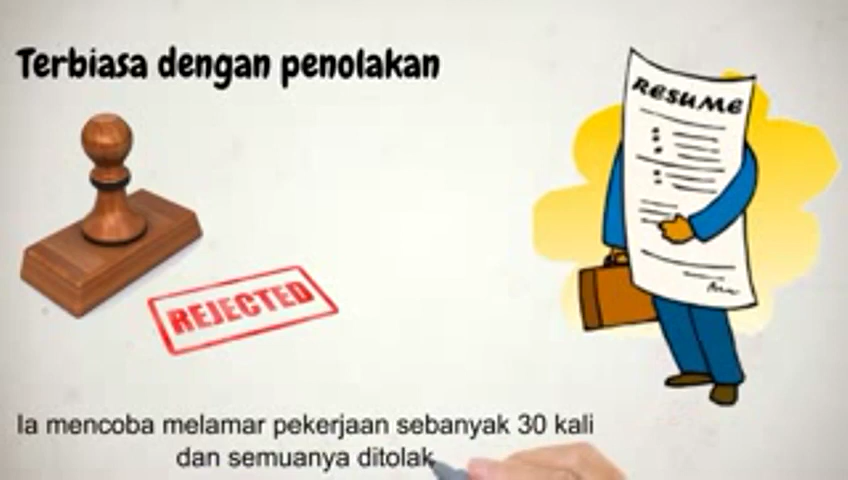 Terbiasa dengan penolakan
RESUME
REJECTED
Ia mencoba melamar pekerjaan sebanyak 30 kali
dan semuanya ditolak